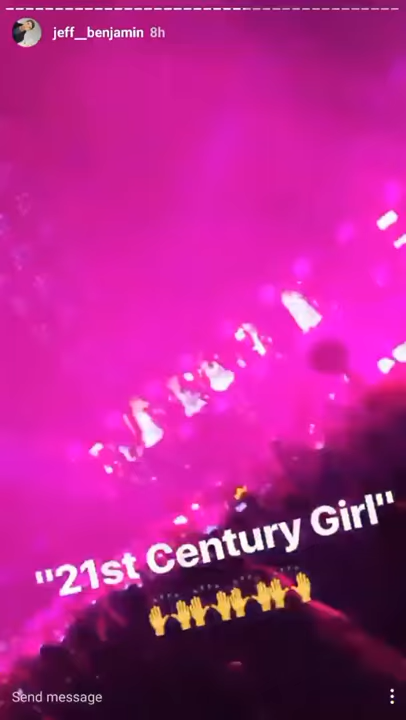 jeff__benjamin 8h
"21st Century Girl"
🙌🙌🙌🙌
Send message